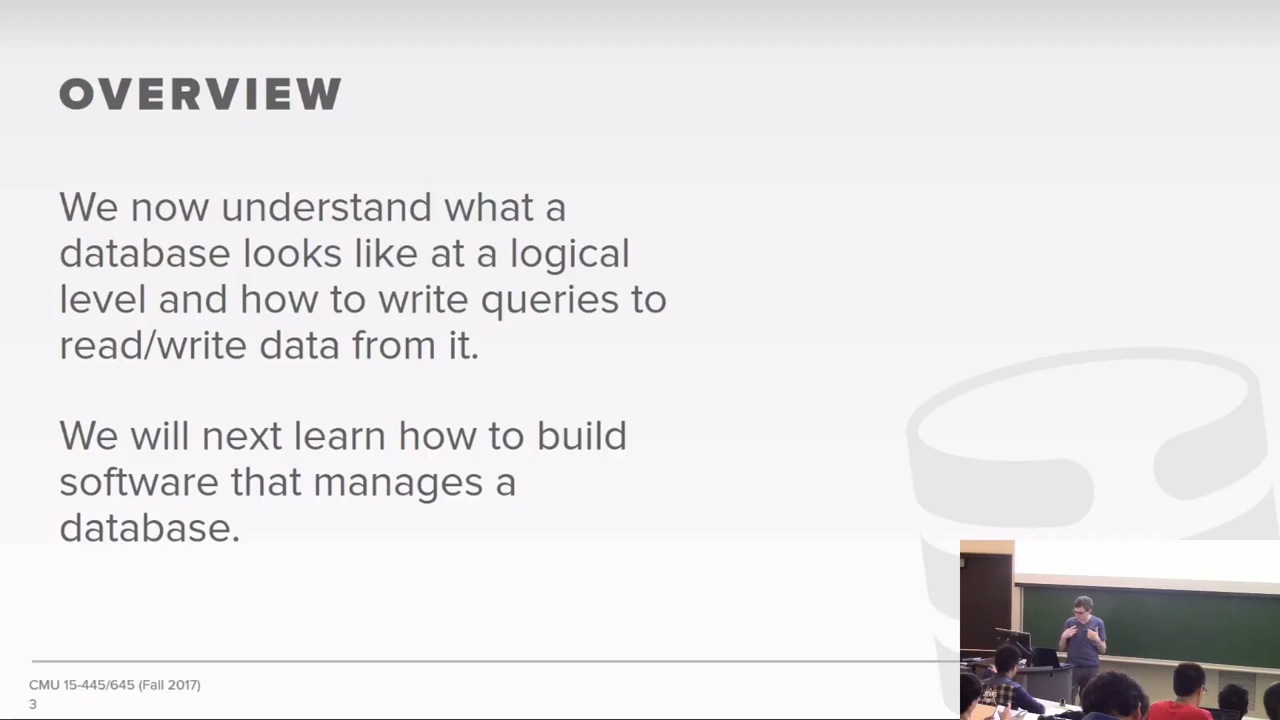 OVERVIEW
We now understand what a
database looks like at a logical
level and how to write queries to
read/write data from it.
We will next learn how to build
software that manages a
database.
CMU 15-445/645 (Fall 2017)
3